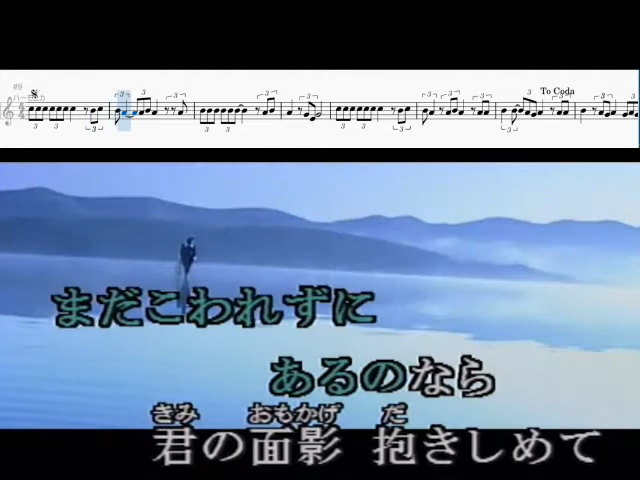 #9
To Coda
まだこわれずに
あるのなら
きみ おもかげ だ
君の面影 抱きしめて